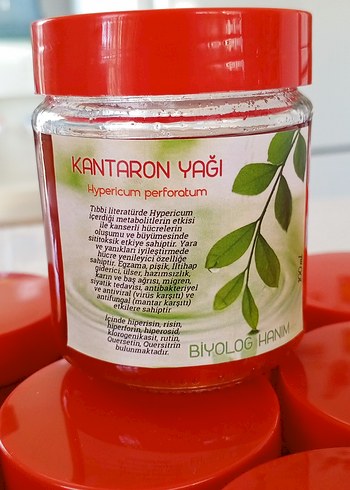 KANTARON YAĞI
Hypericum perforatum
Tıbbi literatürde Hypericum
içerdiği metabolitlerin etkisi
ile kanserli hücrelerin
oluşumu ve büyümesinde
sititoksik etkiye sahiptir. Yara
ve yanıkları iyileştirmede
hücre yenileyici özelliğe
sahiptir. Egzama, pişik, iltihap
giderici, ülser, hazımsızlık,
karın ve baş ağrısı, migren,
siyatik tedavisi, antibakteriyel
ve antiviral (virüs karşıtı) ve
antifungal (mantar karşıtı)
etkilere sahiptir
İçinde hiperisin, risin,
hiperforin, hiperosid,
klorogenikasit, rutin,
Quersetin, Quersitrin
bulunmaktadır.
BİYOLOG HANIM